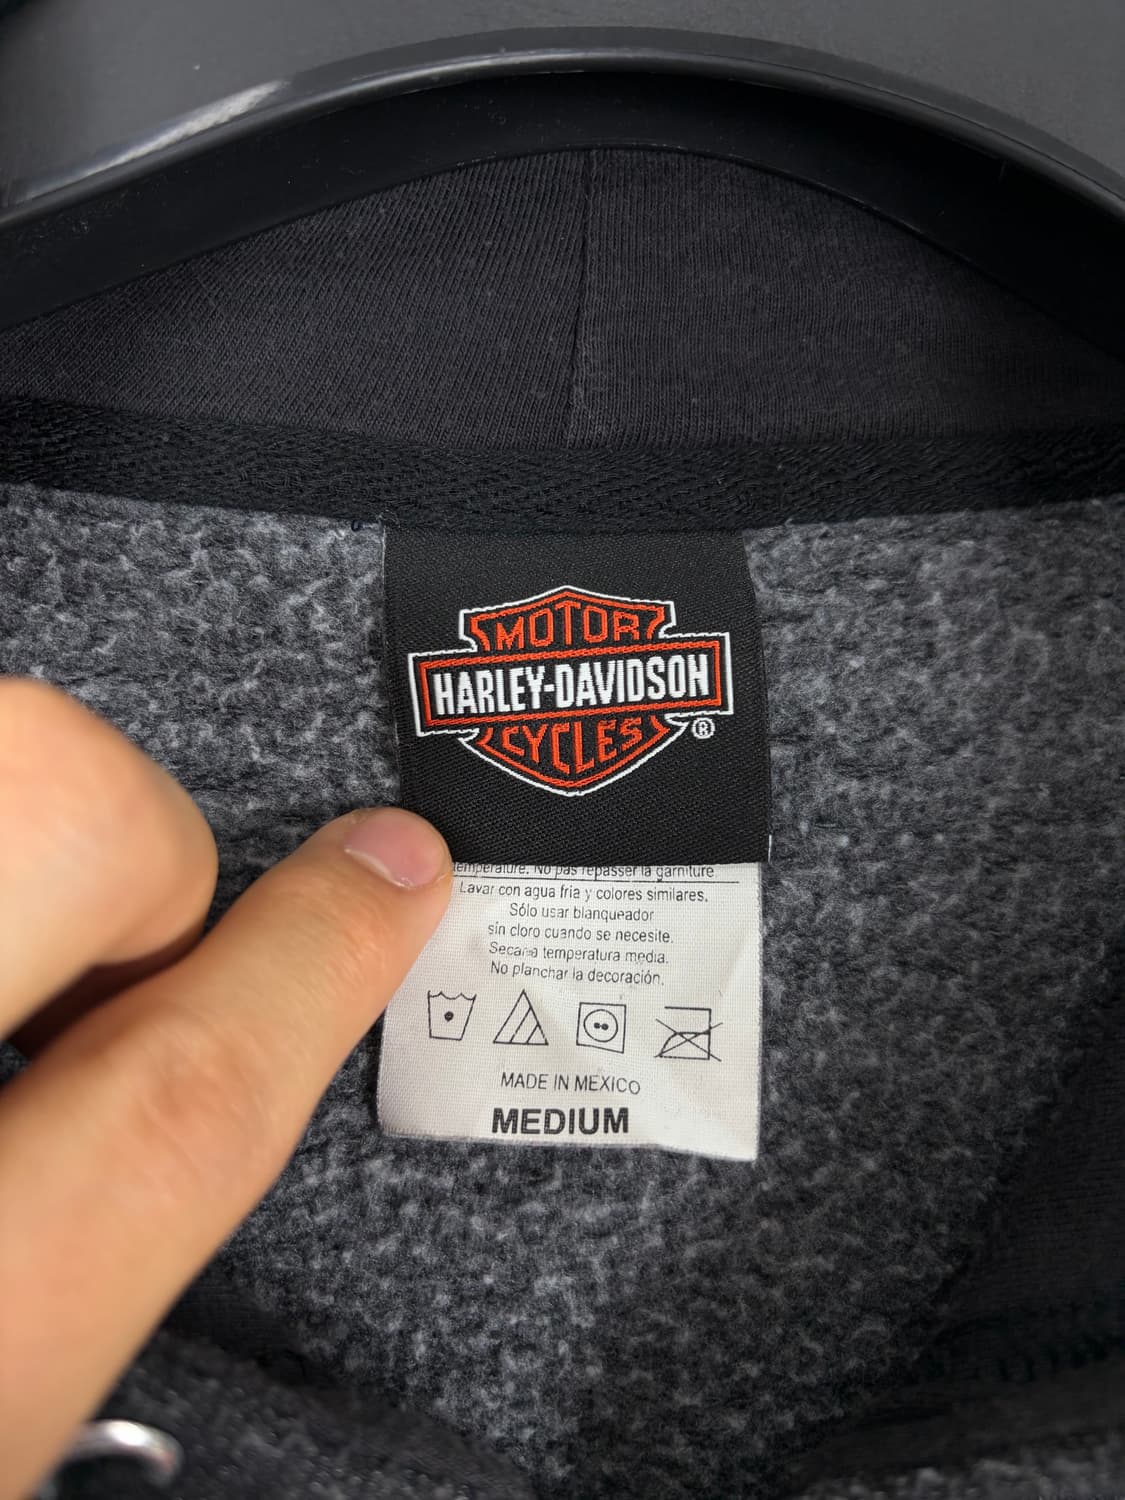 MOTOR
HARLEY-DAVIDSON
CYCLES
®
temperature. No pas repasser la garniture
Lavar con agua fria y colores similares.
Sólo usar blanqueador
sin cloro cuando se necesite.
Secar a temperatura media.
No planchar la decoración.
MADE IN MEXICO
MEDIUM